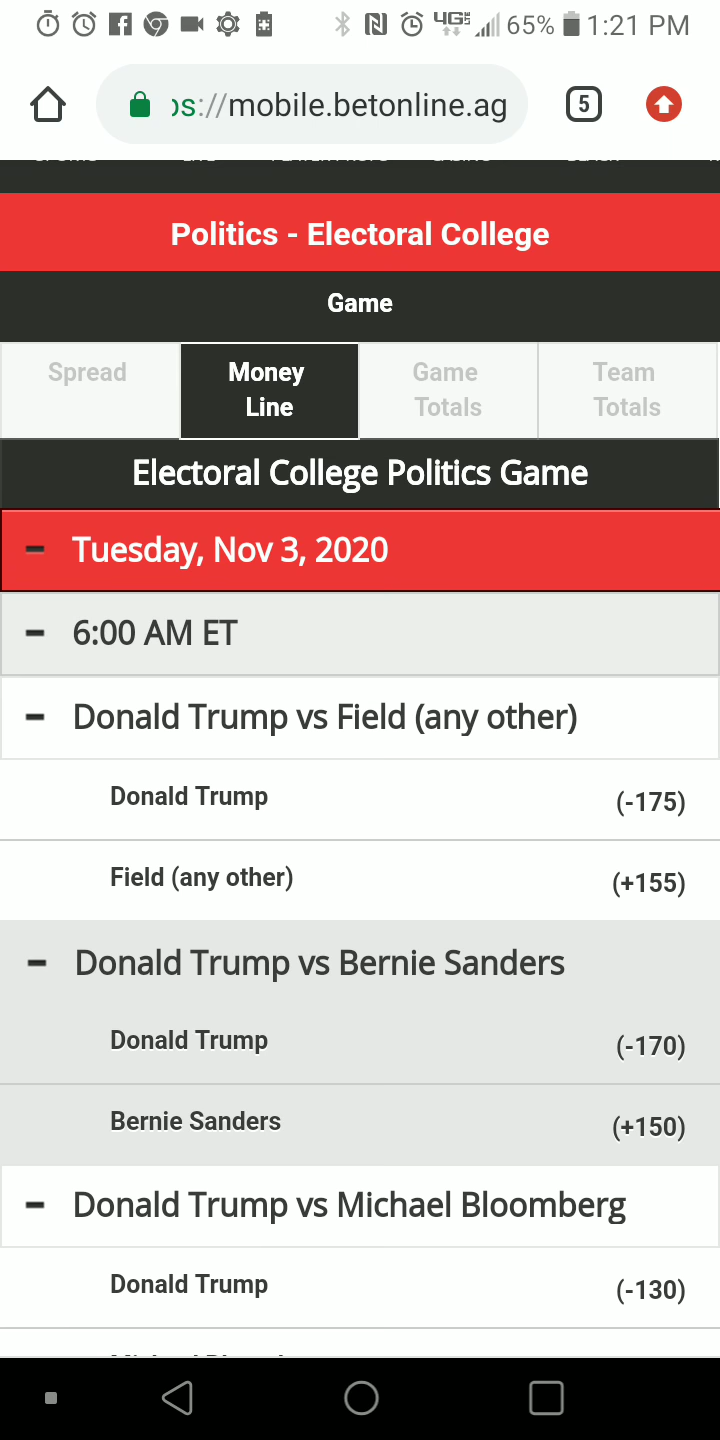 4G
65%
1:21 PM
ps://mobile.betonline.ag
5
Politics - Electoral College
Game
Spread
Money
Line
Game
Totals
Team
Totals
Electoral College Politics Game
Tuesday, Nov 3, 2020
6:00 AM ET
Donald Trump vs Field (any other)
Donald Trump (-175)
Field (any other) (+155)
Donald Trump vs Bernie Sanders
Donald Trump (-170)
Bernie Sanders (+150)
Donald Trump vs Michael Bloomberg
Donald Trump (-130)